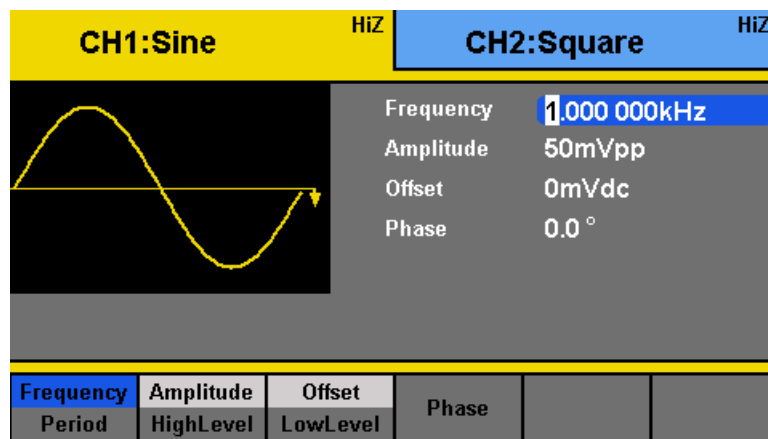 CH1:Sine HiZ CH2:Square HiZ
Frequency 1.000 000kHz
Amplitude 50mVpp
Offset 0mVdc
Phase 0.0 °
Frequency Amplitude Offset Phase
Period HighLevel LowLevel